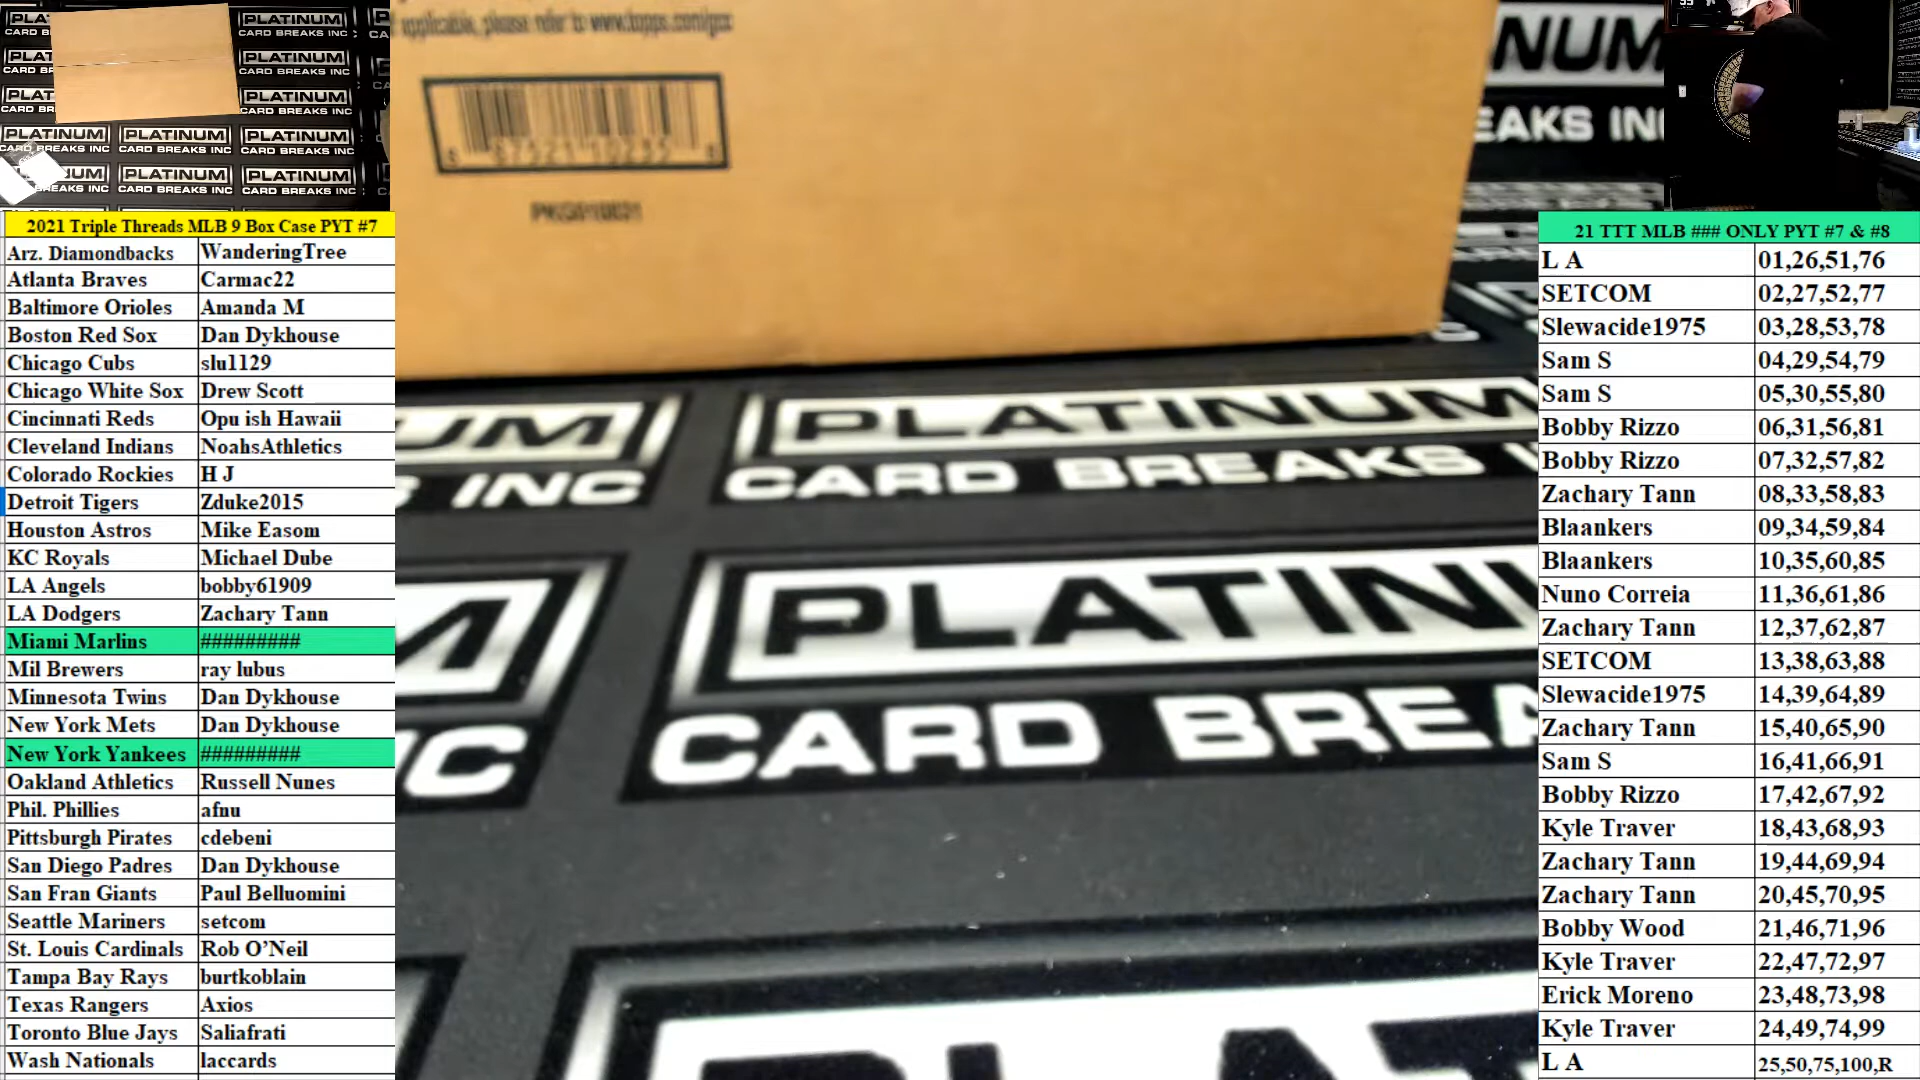 applicable, please refer to www.topps.com/gcc
PLATINUM
CARD BREAKS INC
PLATINUM
CARD BREAKS INC
PLATINUM
CARD BREAKS INC
PLATINUM
CARD BREAKS INC
PLATINUM
CARD BREAKS INC
PLATINUM
CARD BREAKS INC
PLATINUM
CARD BREAKS INC
PLATINUM
CARD BREAKS INC
2021 Triple Threads MLB 9 Box Case PYT #7
Arz. Diamondbacks WanderingTree
Atlanta Braves Carmac22
Baltimore Orioles Amanda M
Boston Red Sox Dan Dykhouse
Chicago Cubs slu1129
Chicago White Sox Drew Scott
Cincinnati Reds Opu ish Hawaii
Cleveland Indians NoahsAthletics
Colorado Rockies H J
Detroit Tigers Zduke2015
Houston Astros Mike Easom
KC Royals Michael Dube
LA Angels bobby61909
LA Dodgers Zachary Tann
Miami Marlins #########
Mil Brewers ray lubus
Minnesota Twins Dan Dykhouse
New York Mets Dan Dykhouse
New York Yankees #########
Oakland Athletics Russell Nunes
Phil. Phillies afnu
Pittsburgh Pirates cdebeni
San Diego Padres Dan Dykhouse
San Fran Giants Paul Belluomini
Seattle Mariners setcom
St. Louis Cardinals Rob O’Neil
Tampa Bay Rays burtkoblain
Texas Rangers Axios
Toronto Blue Jays Saliafrati
Wash Nationals laccards
NUM
EAKS IN
UM PLATINUM
S INC CARD BREAKS
M PLATIN
IC CARD BREA
PLAT
21 TTT MLB ### ONLY PYT #7 & #8
L A 01,26,51,76
SETCOM 02,27,52,77
Slewacide1975 03,28,53,78
Sam S 04,29,54,79
Sam S 05,30,55,80
Bobby Rizzo 06,31,56,81
Bobby Rizzo 07,32,57,82
Zachary Tann 08,33,58,83
Blaankers 09,34,59,84
Blaankers 10,35,60,85
Nuno Correia 11,36,61,86
Zachary Tann 12,37,62,87
SETCOM 13,38,63,88
Slewacide1975 14,39,64,89
Zachary Tann 15,40,65,90
Sam S 16,41,66,91
Bobby Rizzo 17,42,67,92
Kyle Traver 18,43,68,93
Zachary Tann 19,44,69,94
Zachary Tann 20,45,70,95
Bobby Wood 21,46,71,96
Kyle Traver 22,47,72,97
Erick Moreno 23,48,73,98
Kyle Traver 24,49,74,99
L A 25,50,75,100,R